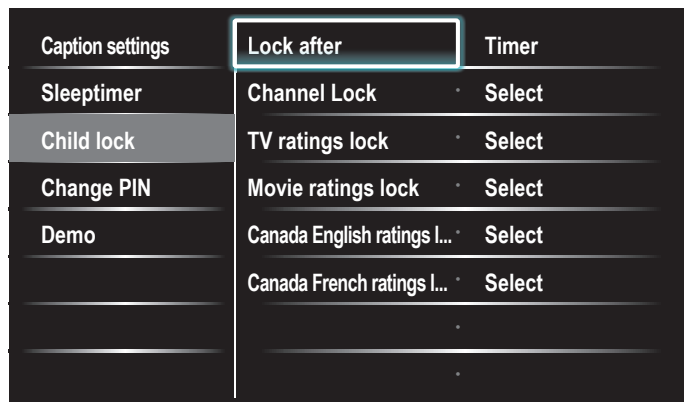 Caption settings Lock after Timer
Sleeptimer Channel Lock Select
Child lock TV ratings lock Select
Change PIN Movie ratings lock Select
Demo Canada English ratings l... Select
Canada French ratings l... Select